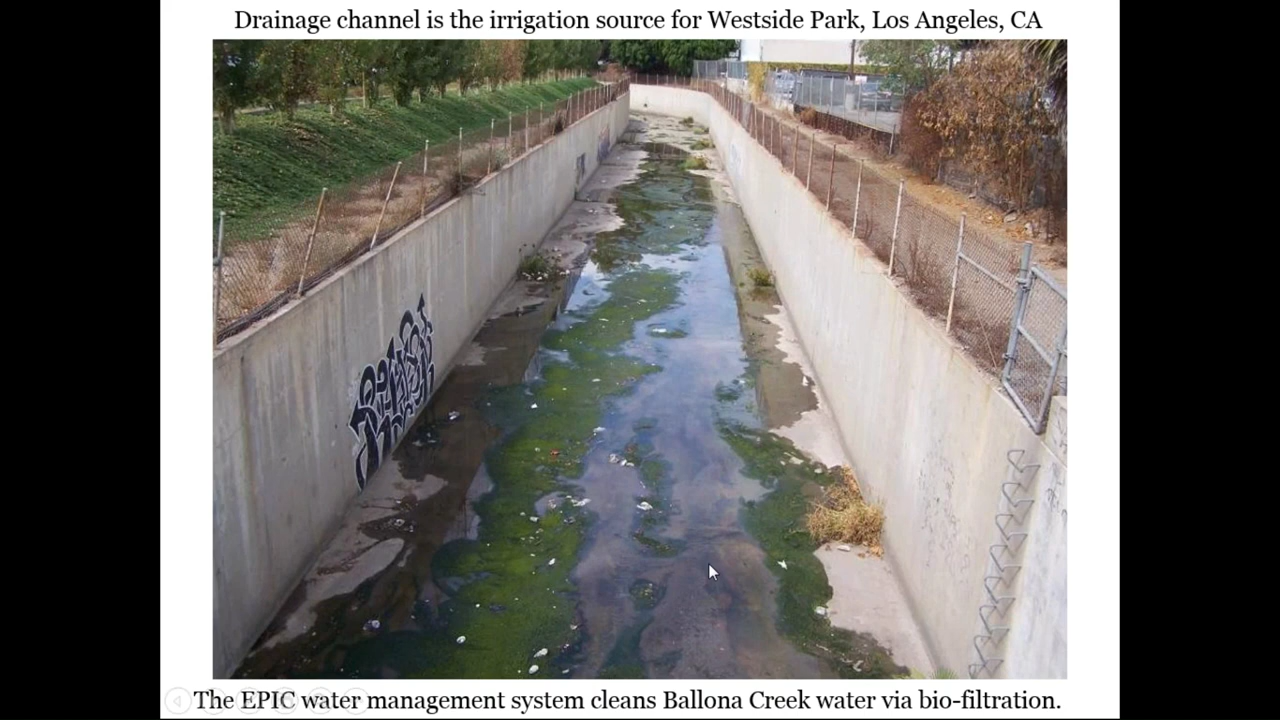 Drainage channel is the irrigation source for Westside Park, Los Angeles, CA
The EPIC water management system cleans Ballona Creek water via bio-filtration.